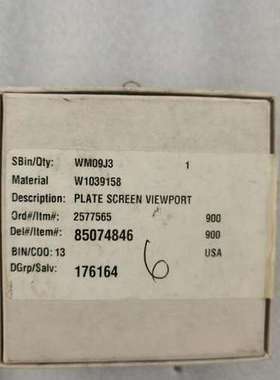 SBin/Qty: WM09J3 1
Material W1039158
Description: PLATE SCREEN VIEWPORT
Ord#/Itm#: 2577565 900
Del#/Item#: 85074846 900
BIN/COO: 13 USA
DGrp/Salv: 176164
6